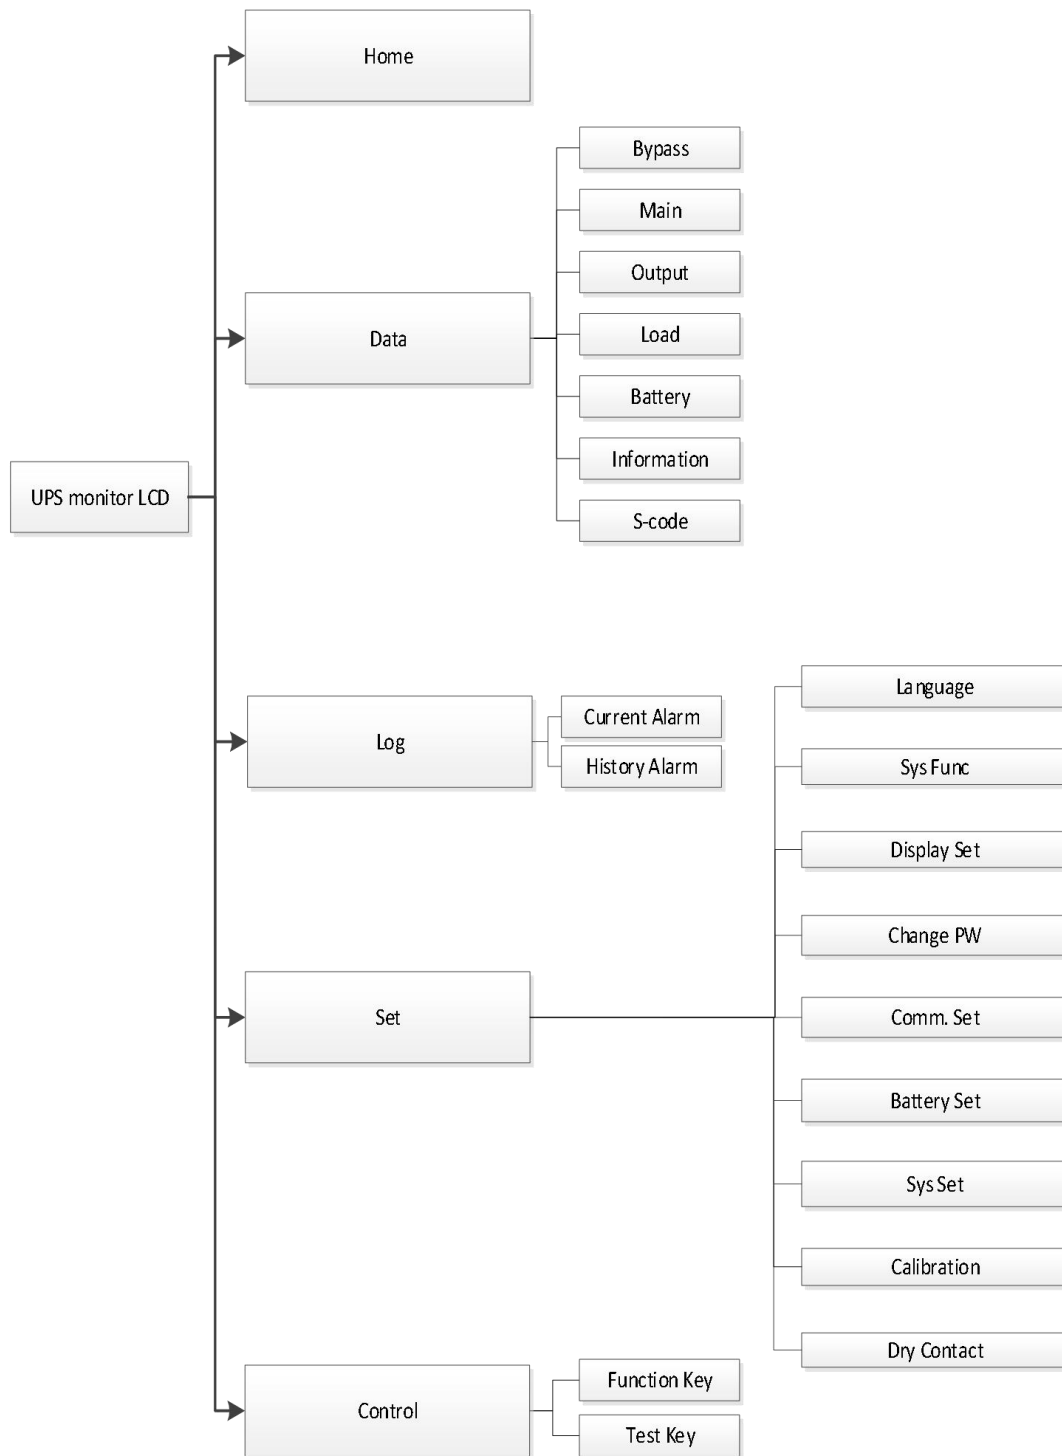 Home
Bypass
Main
Output
Data
Load
Battery
Information
UPS monitor LCD
S-code
Language
Log
Current Alarm
History Alarm
Sys Func
Display Set
Change PW
Set
Comm. Set
Battery Set
Sys Set
Calibration
Dry Contact
Control
Function Key
Test Key